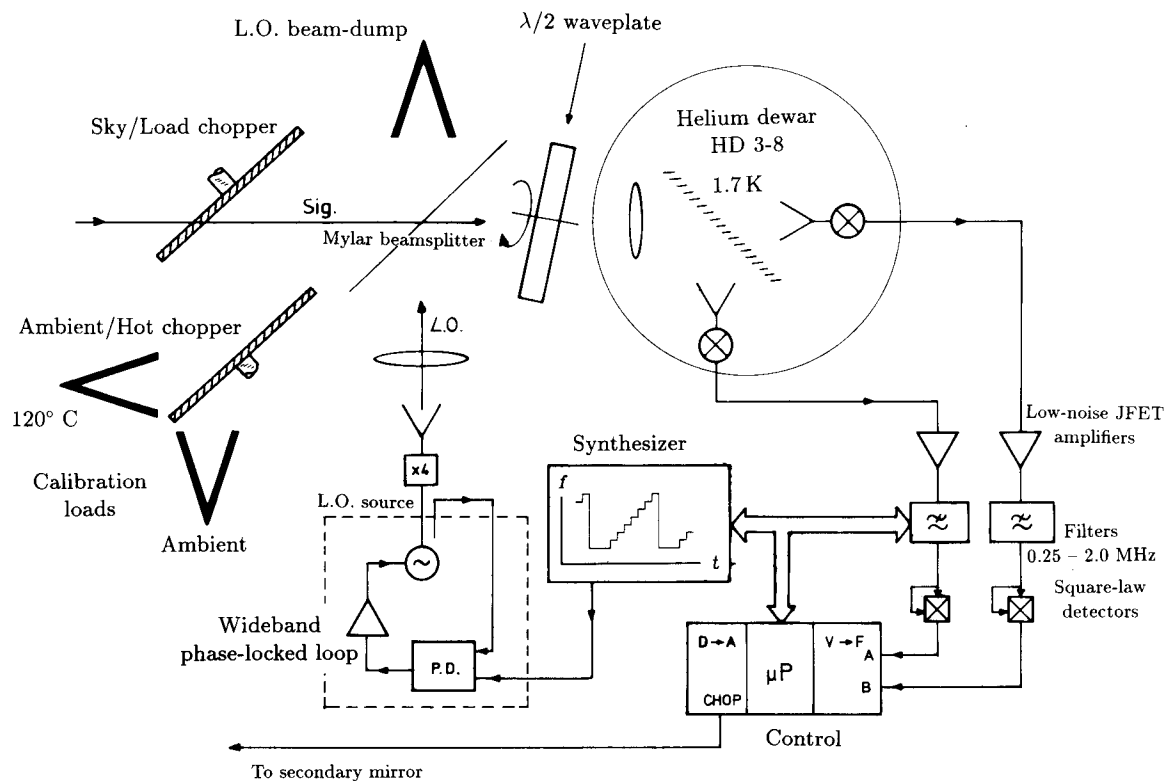 L.O. beam-dump
λ/2 waveplate
Sky/Load chopper
Helium dewar
HD 3-8
1.7 K
Sig.
Mylar beamsplitter
Ambient/Hot chopper
L.O.
120° C
Calibration
loads
Ambient
x4
L.O. source
Synthesizer
f
t
Low-noise JFET
amplifiers
Filters
0.25 – 2.0 MHz
Square-law
detectors
Wideband
phase-locked loop
P.D.
D→A
CHOP
μP
V→F
A
B
Control
To secondary mirror